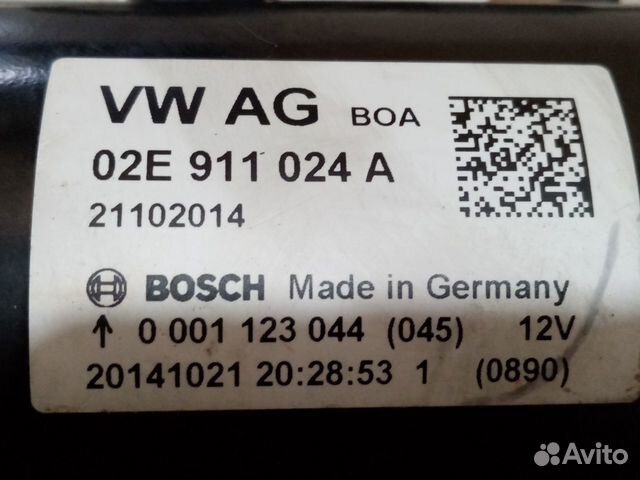 VW AG BOA
02E 911 024 A
21102014
BOSCH Made in Germany
↑ 0 001 123 044 (045) 12V
20141021 20:28:53 1 (0890)
Avito